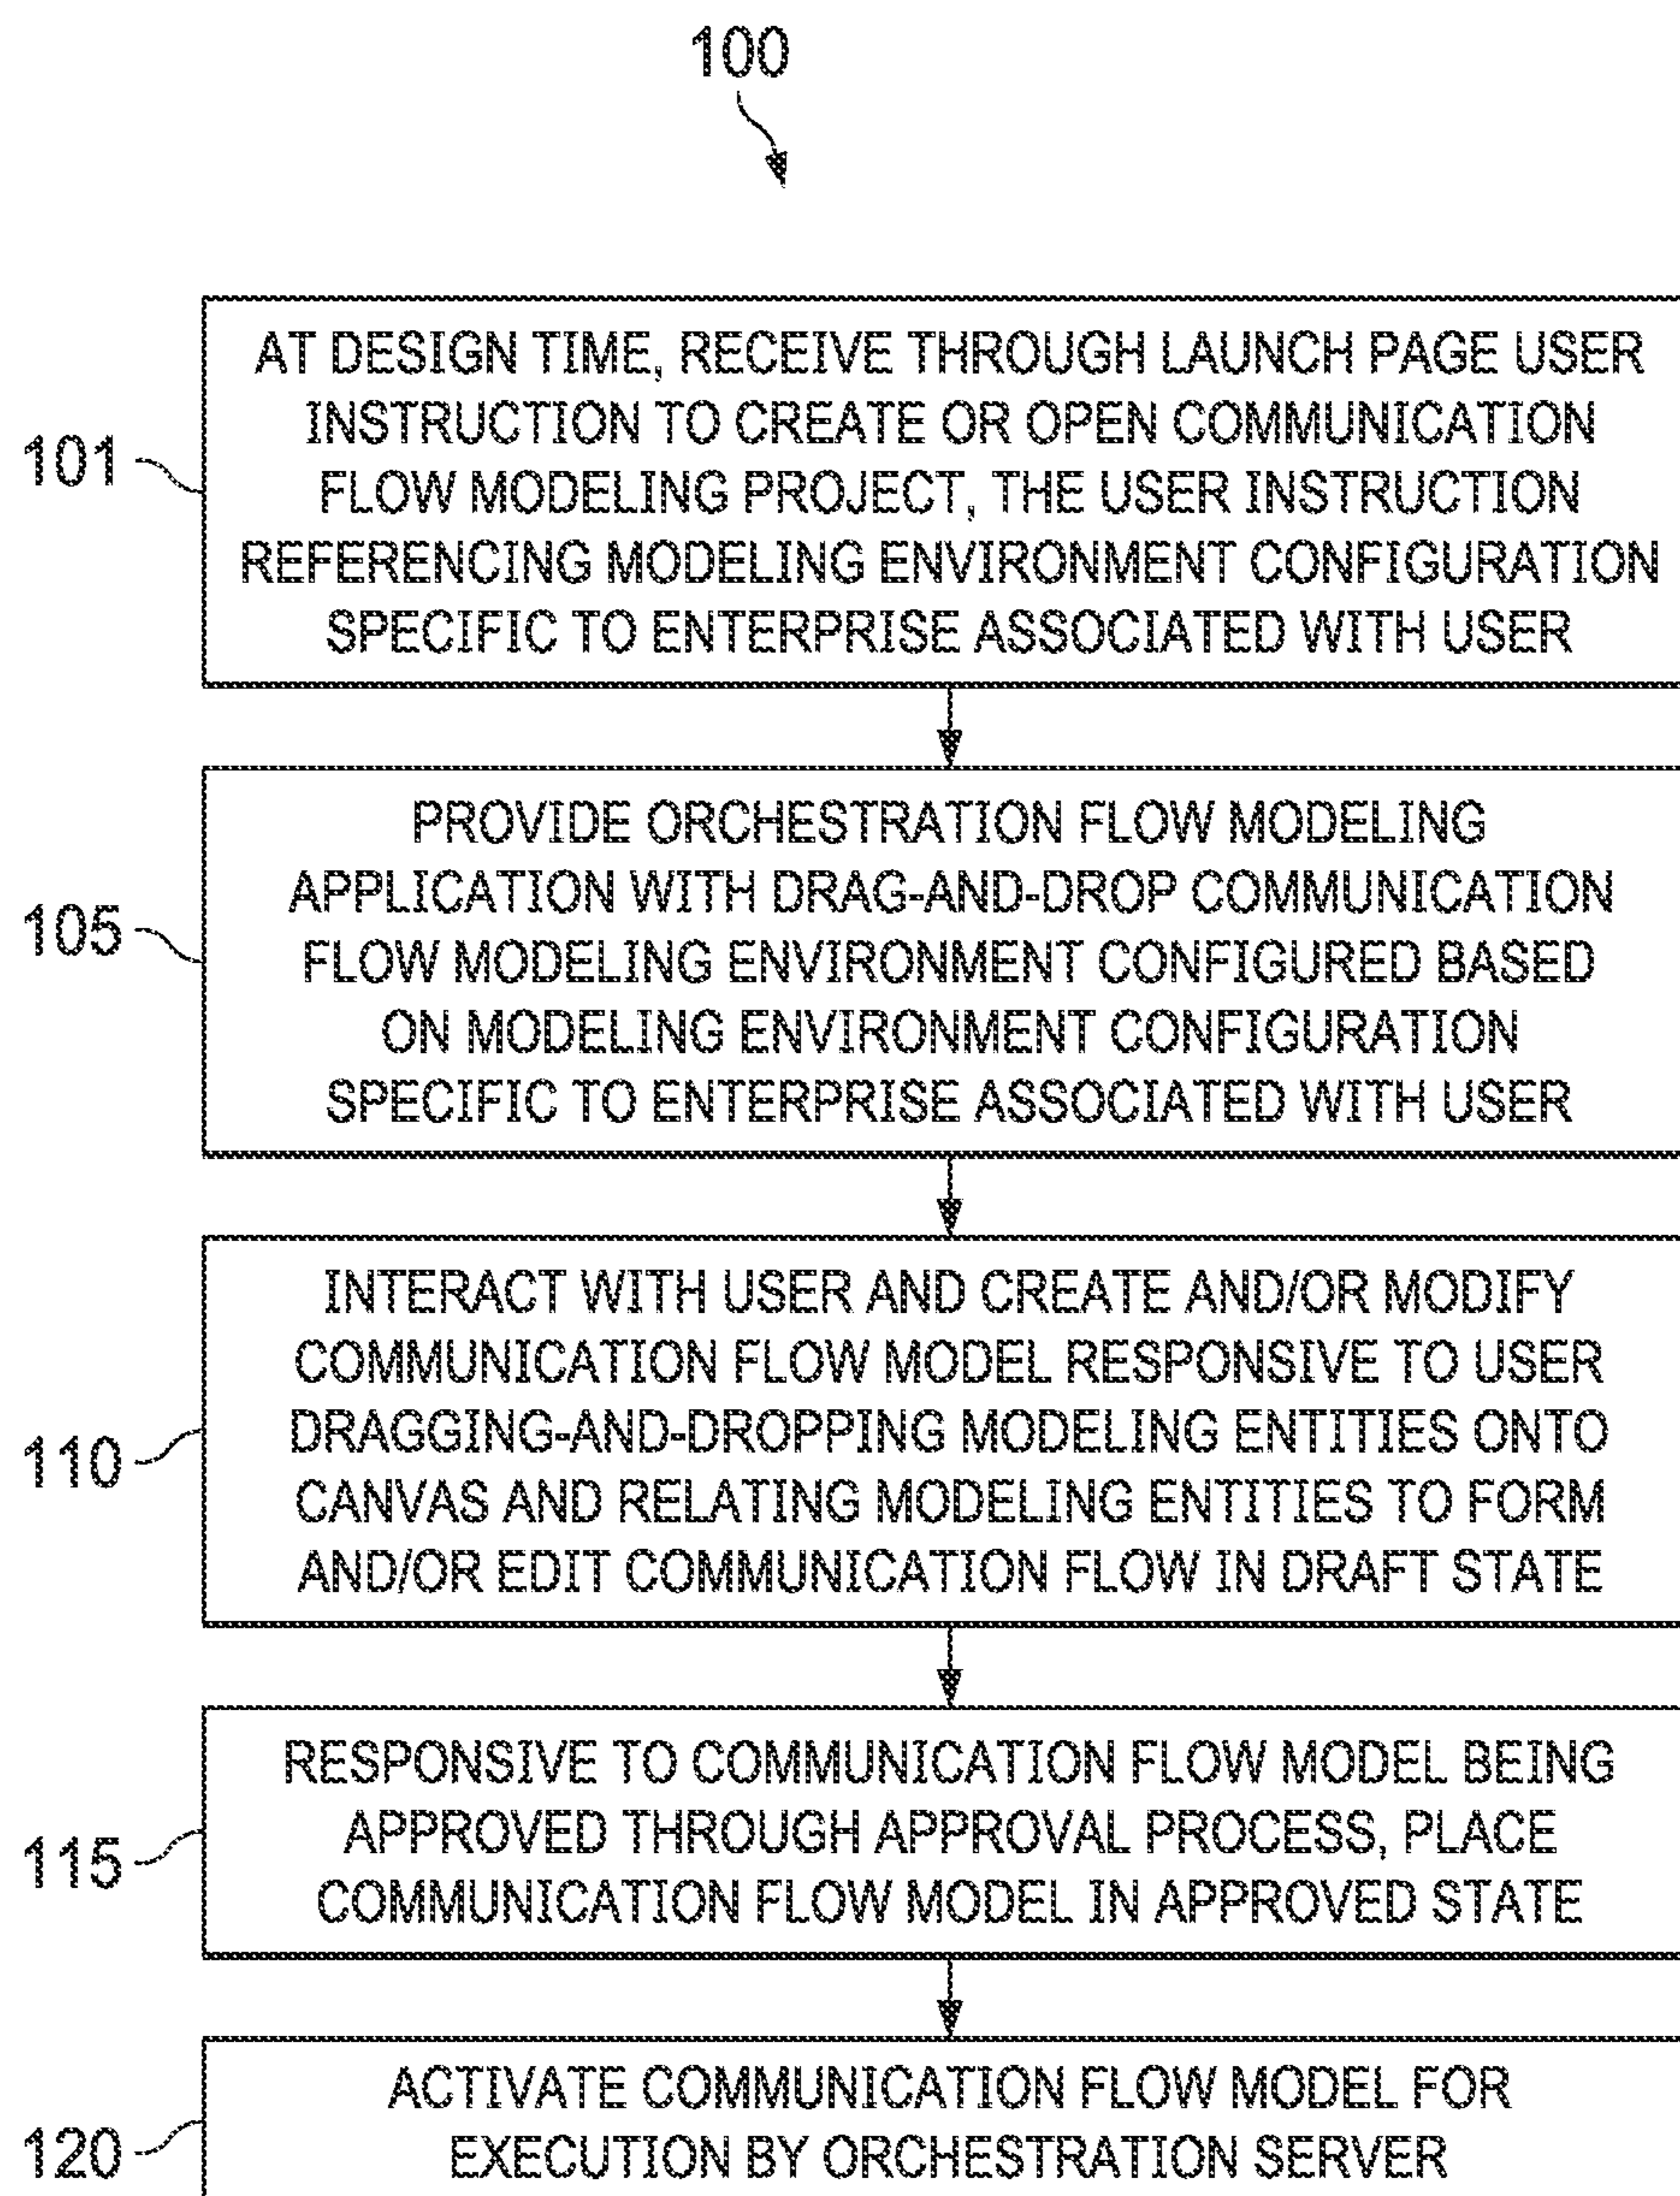 100
101
AT DESIGN TIME, RECEIVE THROUGH LAUNCH PAGE USER
INSTRUCTION TO CREATE OR OPEN COMMUNICATION
FLOW MODELING PROJECT, THE USER INSTRUCTION
REFERENCING MODELING ENVIRONMENT CONFIGURATION
SPECIFIC TO ENTERPRISE ASSOCIATED WITH USER
105
PROVIDE ORCHESTRATION FLOW MODELING
APPLICATION WITH DRAG-AND-DROP COMMUNICATION
FLOW MODELING ENVIRONMENT CONFIGURED BASED
ON MODELING ENVIRONMENT CONFIGURATION
SPECIFIC TO ENTERPRISE ASSOCIATED WITH USER
110
INTERACT WITH USER AND CREATE AND/OR MODIFY
COMMUNICATION FLOW MODEL RESPONSIVE TO USER
DRAGGING-AND-DROPPING MODELING ENTITIES ONTO
CANVAS AND RELATING MODELING ENTITIES TO FORM
AND/OR EDIT COMMUNICATION FLOW IN DRAFT STATE
115
RESPONSIVE TO COMMUNICATION FLOW MODEL BEING
APPROVED THROUGH APPROVAL PROCESS, PLACE
COMMUNICATION FLOW MODEL IN APPROVED STATE
120
ACTIVATE COMMUNICATION FLOW MODEL FOR
EXECUTION BY ORCHESTRATION SERVER